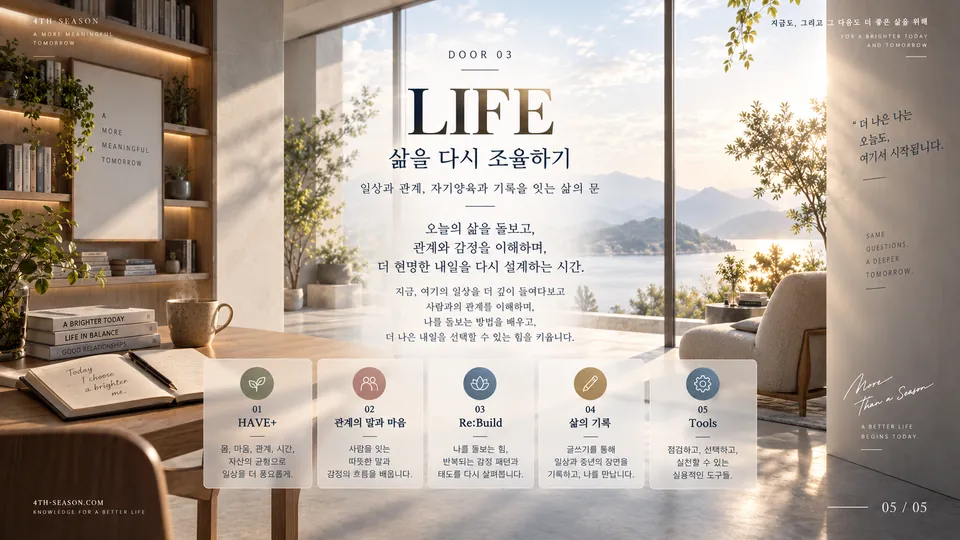 4TH-SEASON
A MORE MEANINGFUL
TOMORROW
지금도, 그리고 그 다음도 더 좋은 삶을 위해
FOR A BRIGHTER TODAY
AND TOMORROW
DOOR 03
LIFE
삶을 다시 조율하기
일상과 관계, 자기양육과 기록을 잇는 삶의 문
오늘의 삶을 돌보고,
관계와 감정을 이해하며,
더 현명한 내일을 다시 설계하는 시간.
지금, 여기의 일상을 더 깊이 들여다보고
사람과의 관계를 이해하며,
나를 돌보는 방법을 배우고,
더 나은 내일을 선택할 수 있는 힘을 키웁니다.
A
MORE
MEANINGFUL
TOMORROW
“ 더 나은 나는
오늘도,
여기서 시작됩니다.
SAME
QUESTIONS.
A DEEPER
TOMORROW.
A BRIGHTER TODAY
LIFE IN BALANCE
GOOD RELATIONSHIPS
Today
I choose
a brighter
me.
01
HAVE+
몸, 마음, 관계, 시간,
자산의 균형으로
일상을 더 풍요롭게.
02
관계의 말과 마음
사람을 잇는
따뜻한 말과
감정의 흐름을 배웁니다.
03
Re:Build
나를 돌보는 힘,
반복되는 감정 패턴과
태도를 다시 살펴봅니다.
04
삶의 기록
글쓰기를 통해
일상과 중년의 장면을
기록하고, 나를 만납니다.
05
Tools
점검하고, 선택하고,
실천할 수 있는
실용적인 도구들.
More
Than a Season
A BETTER LIFE
BEGINS TODAY
4TH-SEASON.COM
KNOWLEDGE FOR A BETTER LIFE
05 / 05